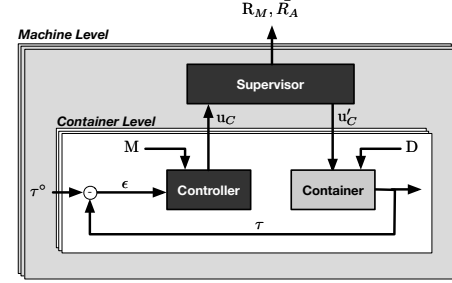 R_M, R̃_A
Machine Level
Supervisor
Container Level
u_C
u′_C
M
D
τ°
-
ϵ
Controller
Container
τ